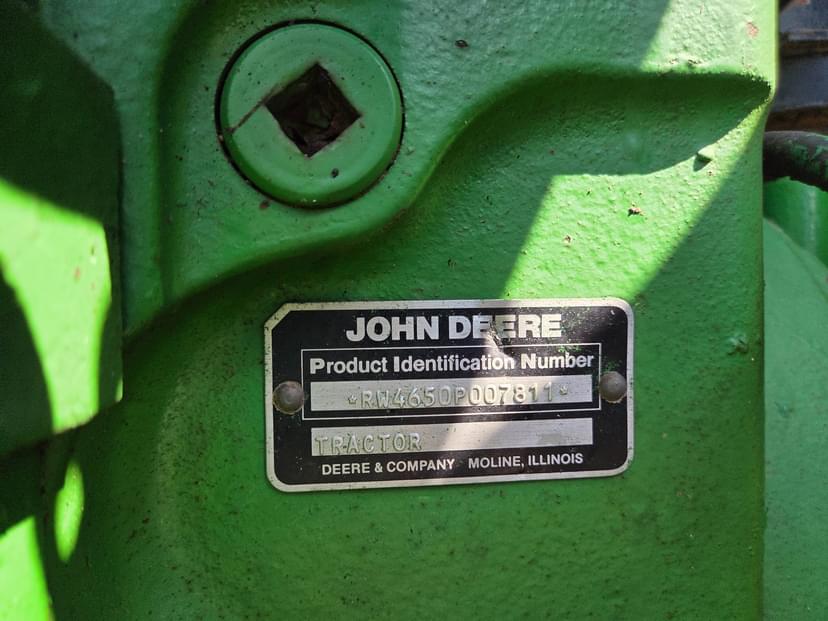 JOHN DEERE
Product Identification Number
*RW4650P007811*
TRACTOR
DEERE & COMPANY MOLINE, ILLINOIS